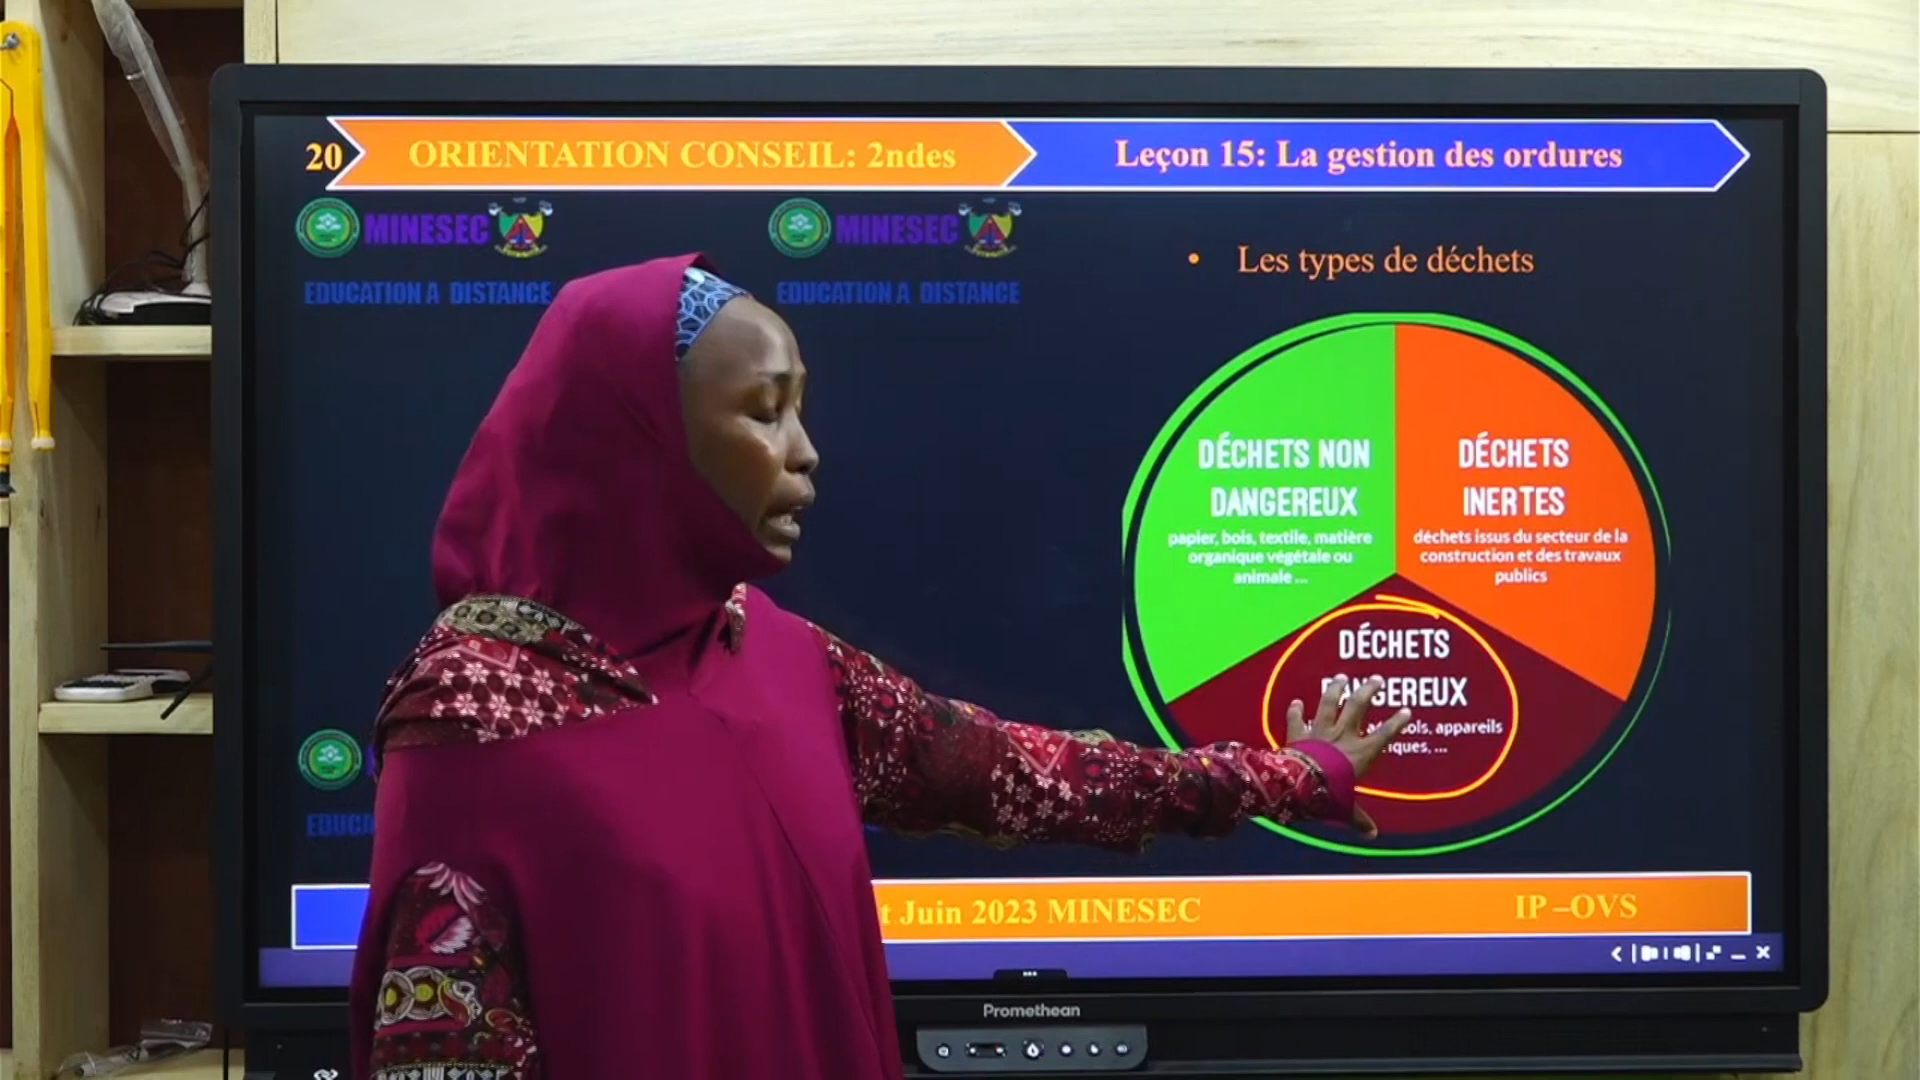 20
ORIENTATION CONSEIL: 2ndes
Leçon 15: La gestion des ordures
MINESEC
MINESEC
EDUCATION A DISTANCE
EDUCATION A DISTANCE
• Les types de déchets
DÉCHETS NON
DANGEREUX
papier, bois, textile, matière
organique végétale ou
animale ...
DÉCHETS
INERTES
déchets issus du secteur de la
construction et des travaux
publics
DÉCHETS
DANGEREUX
appareils
...
Juin 2023 MINESEC
IP –OVS
Promethean